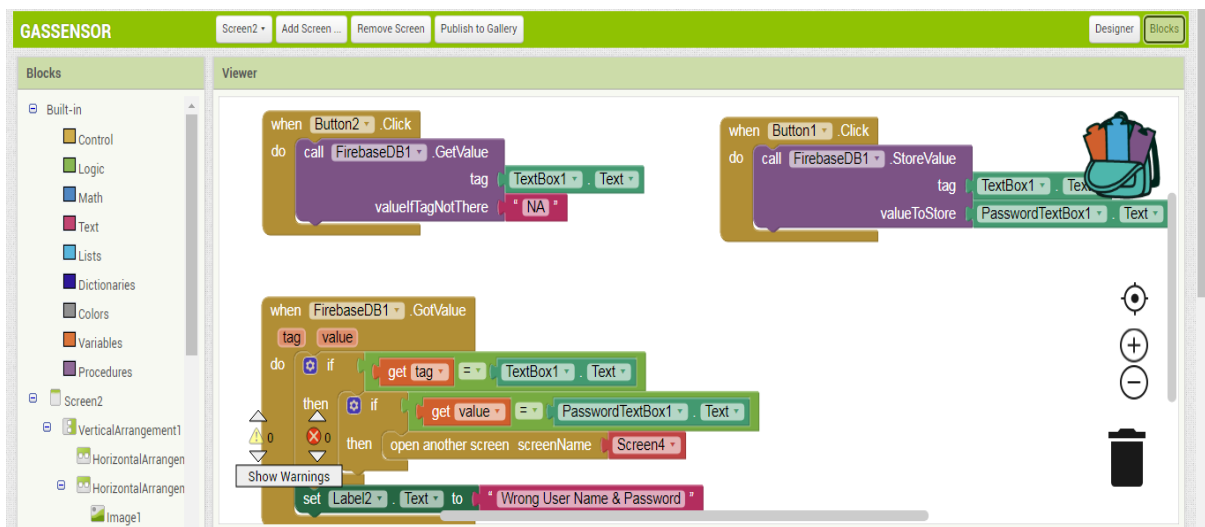 GASSENSOR
Screen2 Add Screen ... Remove Screen Publish to Gallery Designer Blocks
Blocks
Viewer
Built-in
Control
Logic
Math
Text
Lists
Dictionaries
Colors
Variables
Procedures
Screen2
VerticalArrangement1
HorizontalArrangen
HorizontalArrangen
Image1
when Button2 .Click
do call FirebaseDB1 .GetValue
tag TextBox1 . Text
valueIfTagNotThere " NA "
when Button1 .Click
do call FirebaseDB1 .StoreValue
tag TextBox1 . Tex
valueToStore PasswordTextBox1 . Text
when FirebaseDB1 .GotValue
tag value
do if get tag = TextBox1 . Text
then if get value = PasswordTextBox1 . Text
then open another screen screenName Screen4
0 0
Show Warnings
set Label2 . Text to " Wrong User Name & Password "